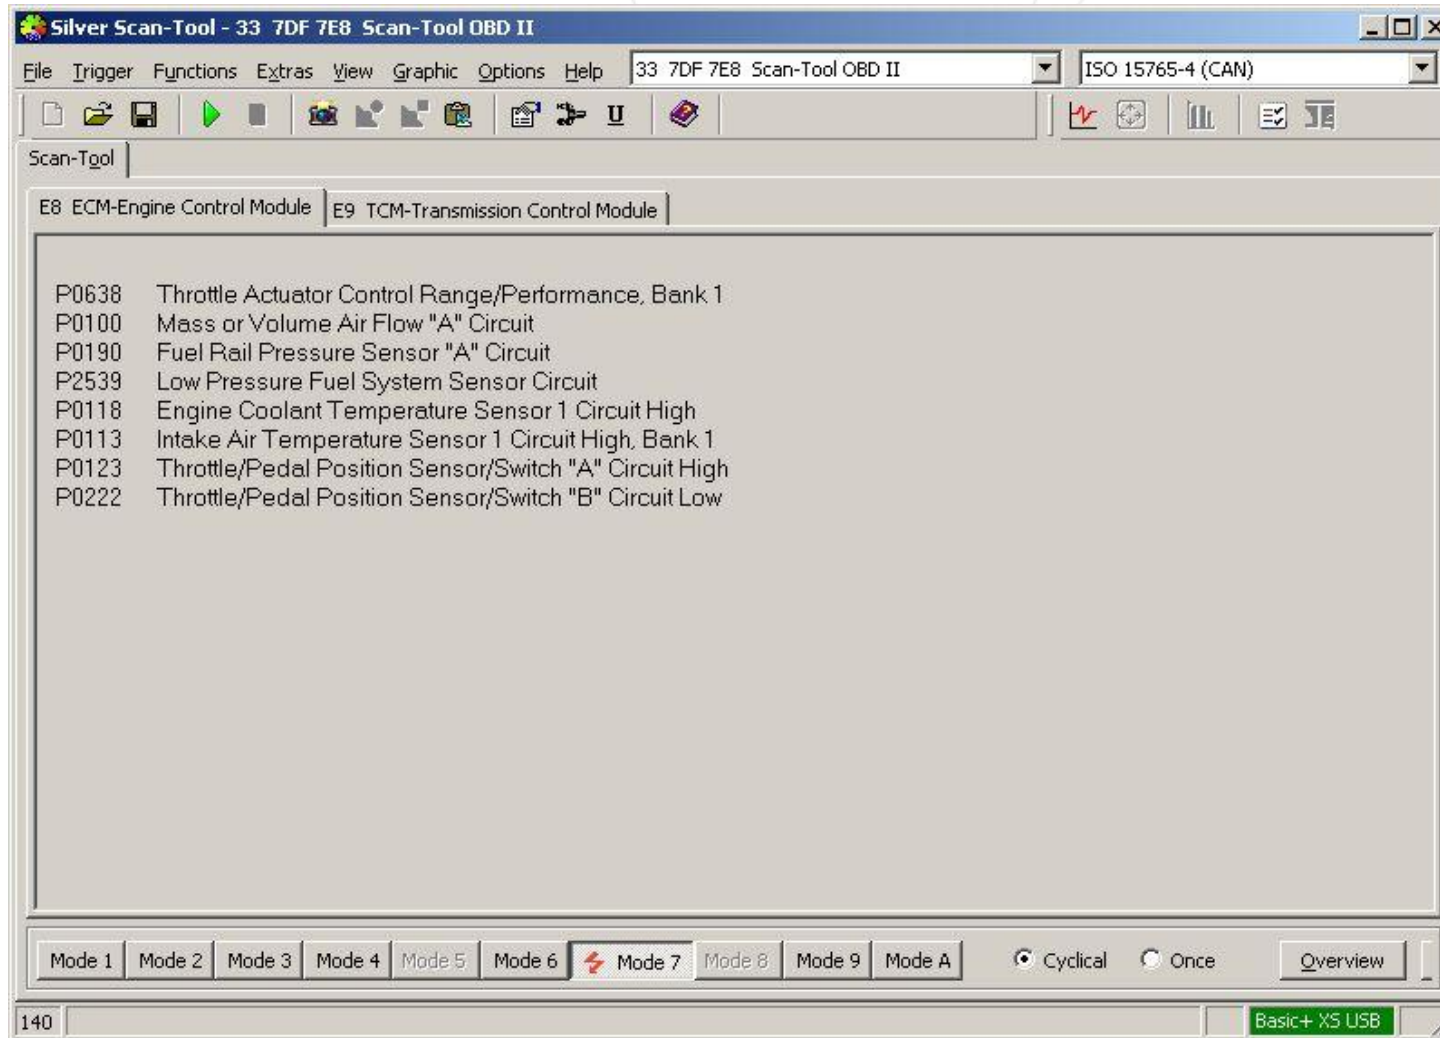 Silver Scan-Tool - 33 7DF 7E8 Scan-Tool OBD II
File Trigger Functions Extras View Graphic Options Help 33 7DF 7E8 Scan-Tool OBD II ISO 15765-4 (CAN)
U
Scan-Tool
E8 ECM-Engine Control Module E9 TCM-Transmission Control Module
P0638 Throttle Actuator Control Range/Performance, Bank 1
P0100 Mass or Volume Air Flow "A" Circuit
P0190 Fuel Rail Pressure Sensor "A" Circuit
P2539 Low Pressure Fuel System Sensor Circuit
P0118 Engine Coolant Temperature Sensor 1 Circuit High
P0113 Intake Air Temperature Sensor 1 Circuit High, Bank 1
P0123 Throttle/Pedal Position Sensor/Switch "A" Circuit High
P0222 Throttle/Pedal Position Sensor/Switch "B" Circuit Low
Mode 1 Mode 2 Mode 3 Mode 4 Mode 5 Mode 6 Mode 7 Mode 8 Mode 9 Mode A Cyclical Once Overview
140 Basic+ XS USB